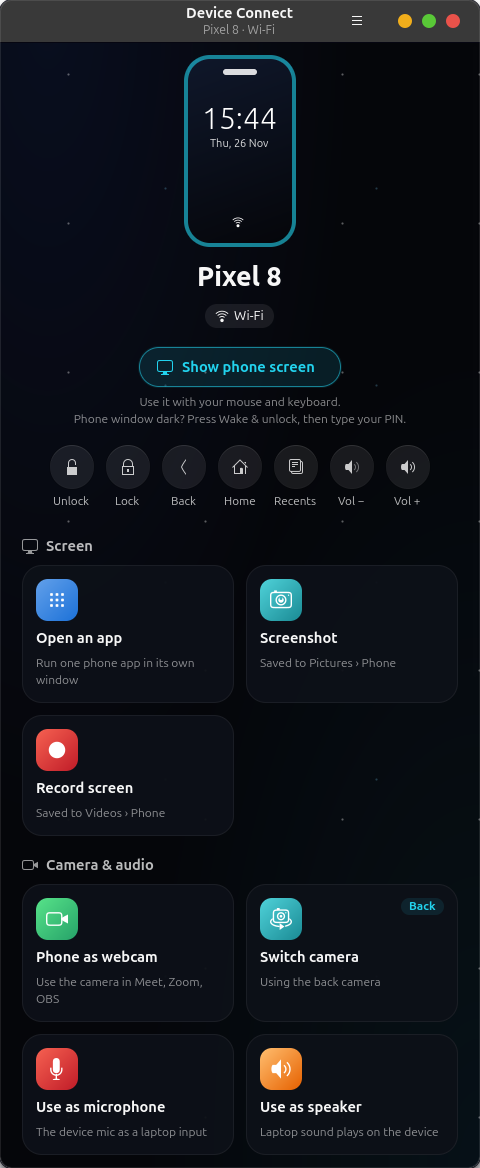 Device Connect
Pixel 8 · Wi-Fi
15:44
Thu, 26 Nov
Pixel 8
Wi-Fi
Show phone screen
Use it with your mouse and keyboard.
Phone window dark? Press Wake & unlock, then type your PIN.
Unlock Lock Back Home Recents Vol − Vol +
Screen
Open an app
Run one phone app in its own
window
Screenshot
Saved to Pictures › Phone
Record screen
Saved to Videos › Phone
Camera & audio
Phone as webcam
Use the camera in Meet, Zoom,
OBS
Back
Switch camera
Using the back camera
Use as microphone
The device mic as a laptop input
Use as speaker
Laptop sound plays on the device